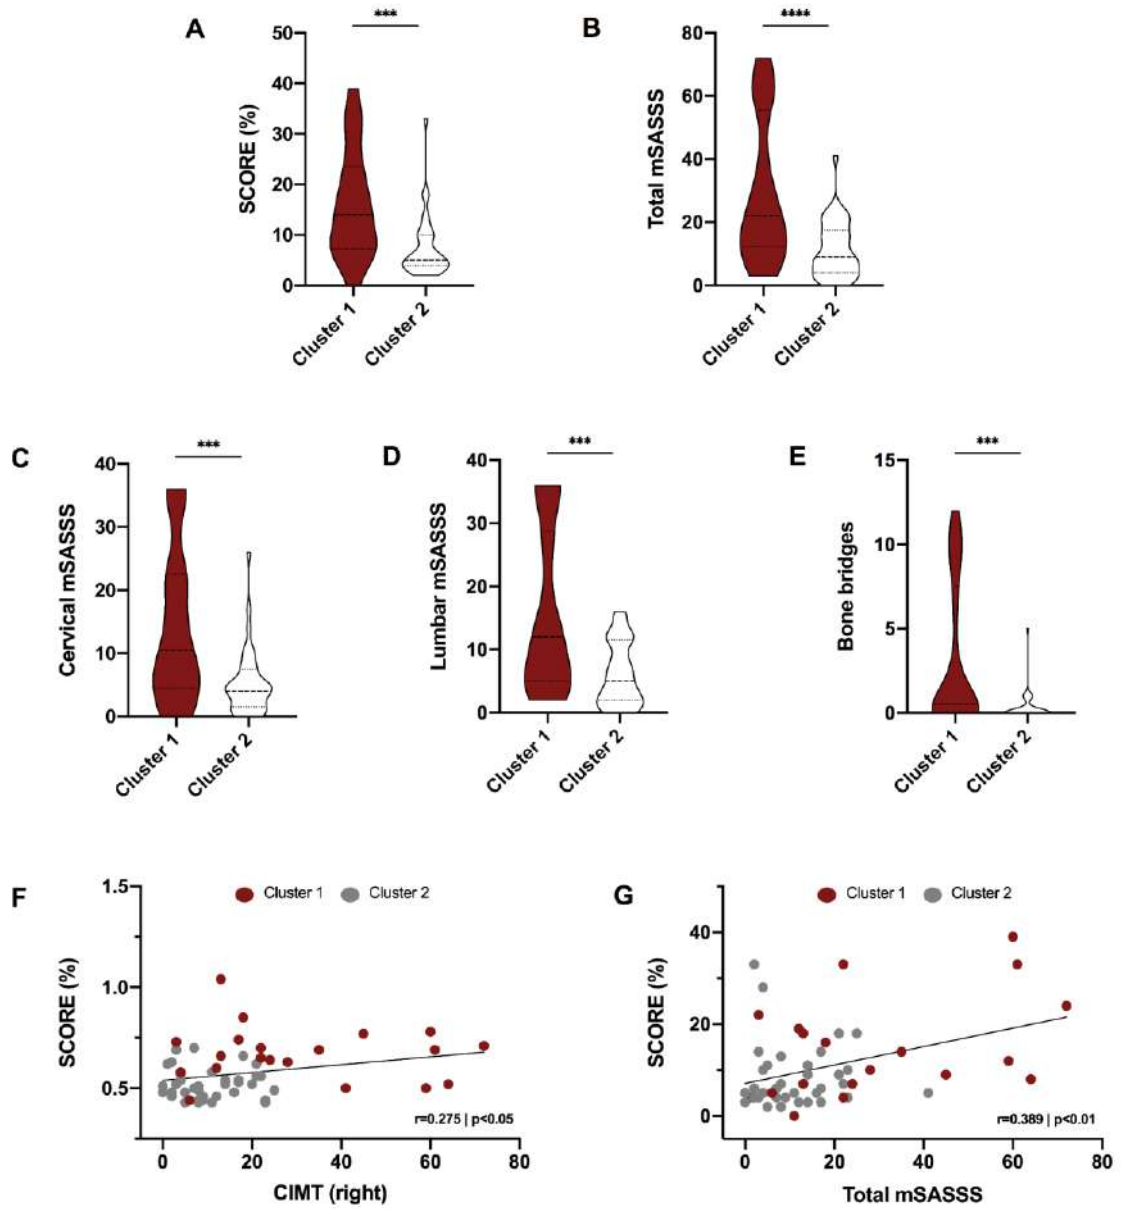 A
***
SCORE (%)
50
40
30
20
10
0
Cluster 1
Cluster 2
B
****
Total mSASSS
80
60
40
20
0
Cluster 1
Cluster 2
C
***
Cervical mSASSS
40
30
20
10
0
Cluster 1
Cluster 2
D
***
Lumbar mSASSS
40
30
20
10
0
Cluster 1
Cluster 2
E
***
Bone bridges
15
10
5
0
Cluster 1
Cluster 2
F
Cluster 1 Cluster 2
SCORE (%)
1.5
1.0
0.5
r=0.275 | p<0.05
0 20 40 60 80
CIMT (right)
G
Cluster 1 Cluster 2
SCORE (%)
40
20
0
r=0.389 | p<0.01
0 20 40 60 80
Total mSASSS